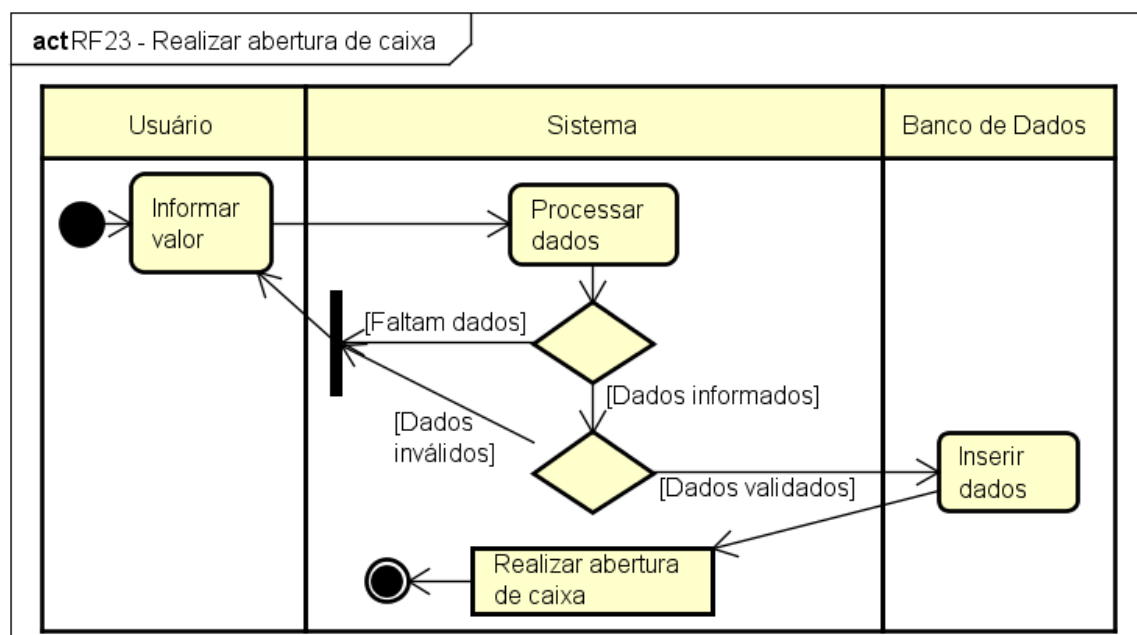 act RF23 - Realizar abertura de caixa
Usuário
Sistema
Banco de Dados
Informar
valor
Processar
dados
[Faltam dados]
[Dados informados]
[Dados
inválidos]
[Dados validados]
Inserir
dados
Realizar abertura
de caixa